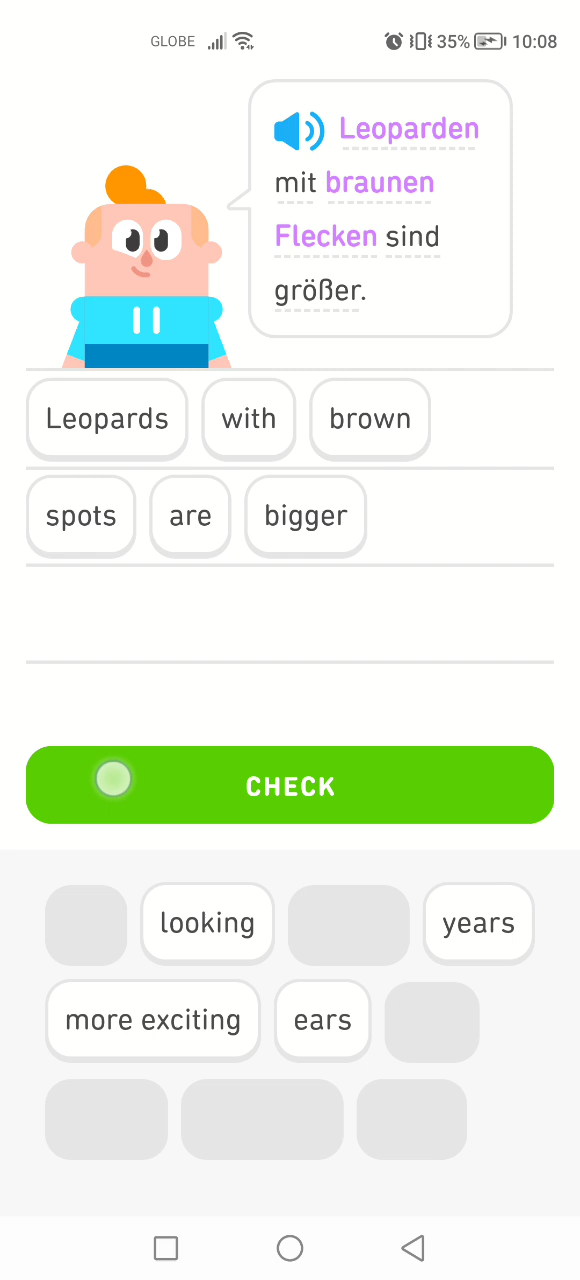 GLOBE 35% 10:08
Leoparden
mit braunen
Flecken sind
größer.
Leopards with brown
spots are bigger
CHECK
looking years
more exciting ears